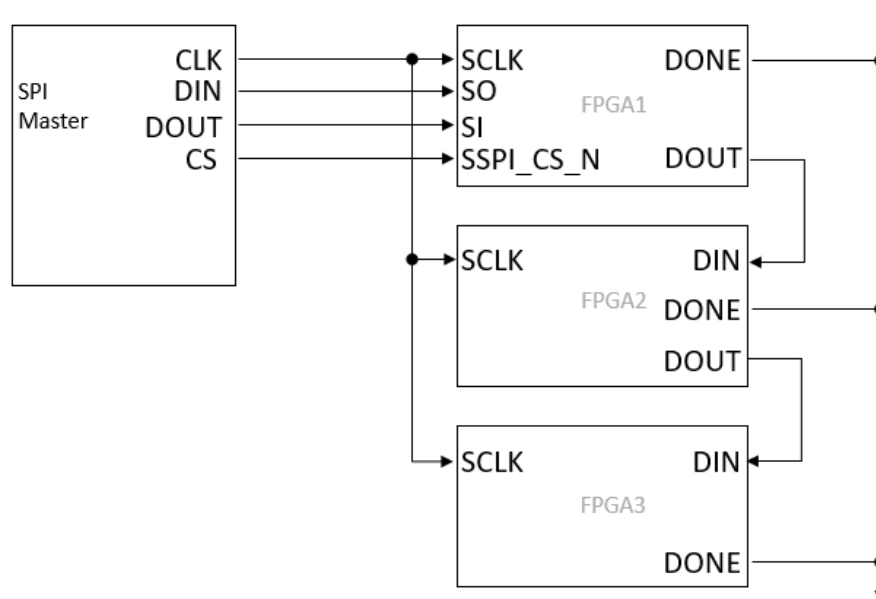 CLK
DIN
DOUT
CS
SPI
Master
SCLK
SO
SI
SSPI_CS_N
FPGA1
DONE
DOUT
SCLK
FPGA2
DIN
DONE
DOUT
SCLK
FPGA3
DIN
DONE